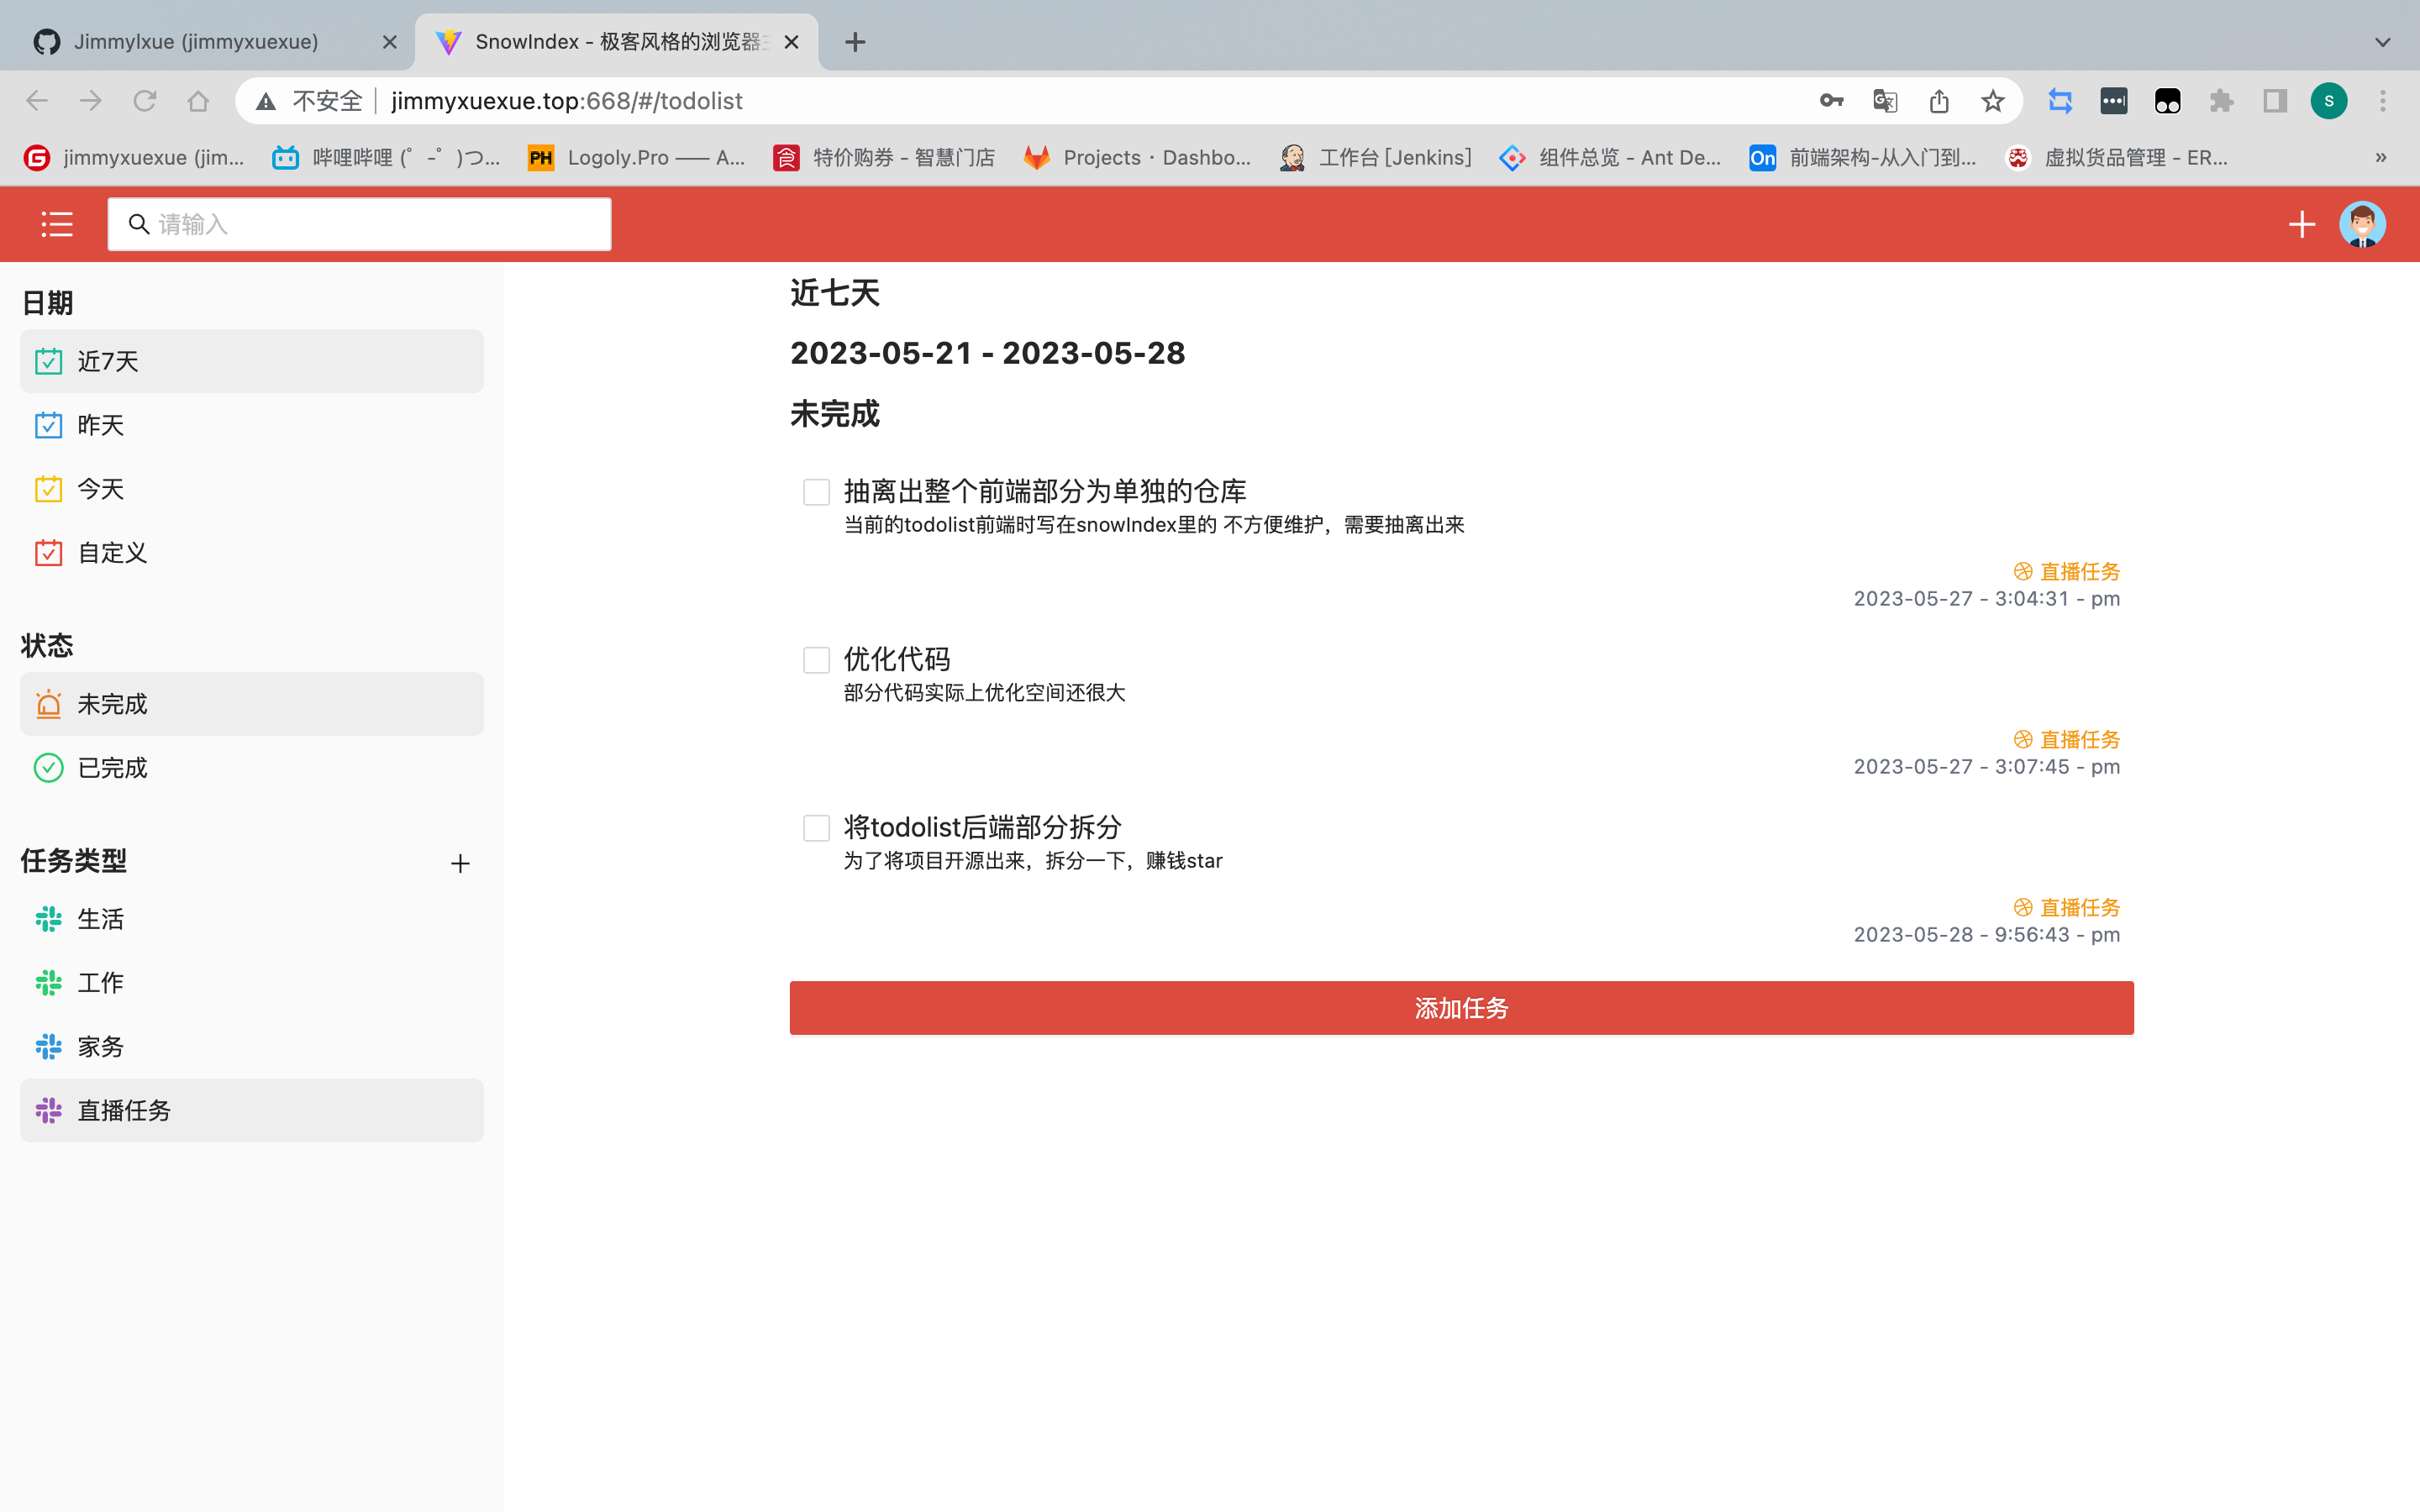 Jimmylxue (jimmyxuexue)
SnowIndex - 极客风格的浏览器
不安全
jimmyxuexue.top:668/#/todolist
S
jimmyxuexue (jim...
哔哩哔哩 (゜-゜)つ...
PH
Logoly.Pro —— A...
食
特价购券 - 智慧门店
Projects · Dashbo...
工作台 [Jenkins]
组件总览 - Ant De...
On
前端架构-从入门到...
虚拟货品管理 - ER...
»
请输入
日期
近7天
昨天
今天
自定义
状态
未完成
已完成
任务类型
生活
工作
家务
直播任务
近七天
2023-05-21 - 2023-05-28
未完成
抽离出整个前端部分为单独的仓库
当前的todolist前端时写在snowIndex里的 不方便维护，需要抽离出来
直播任务
2023-05-27 - 3:04:31 - pm
优化代码
部分代码实际上优化空间还很大
直播任务
2023-05-27 - 3:07:45 - pm
将todolist后端部分拆分
为了将项目开源出来，拆分一下，赚钱star
直播任务
2023-05-28 - 9:56:43 - pm
添加任务